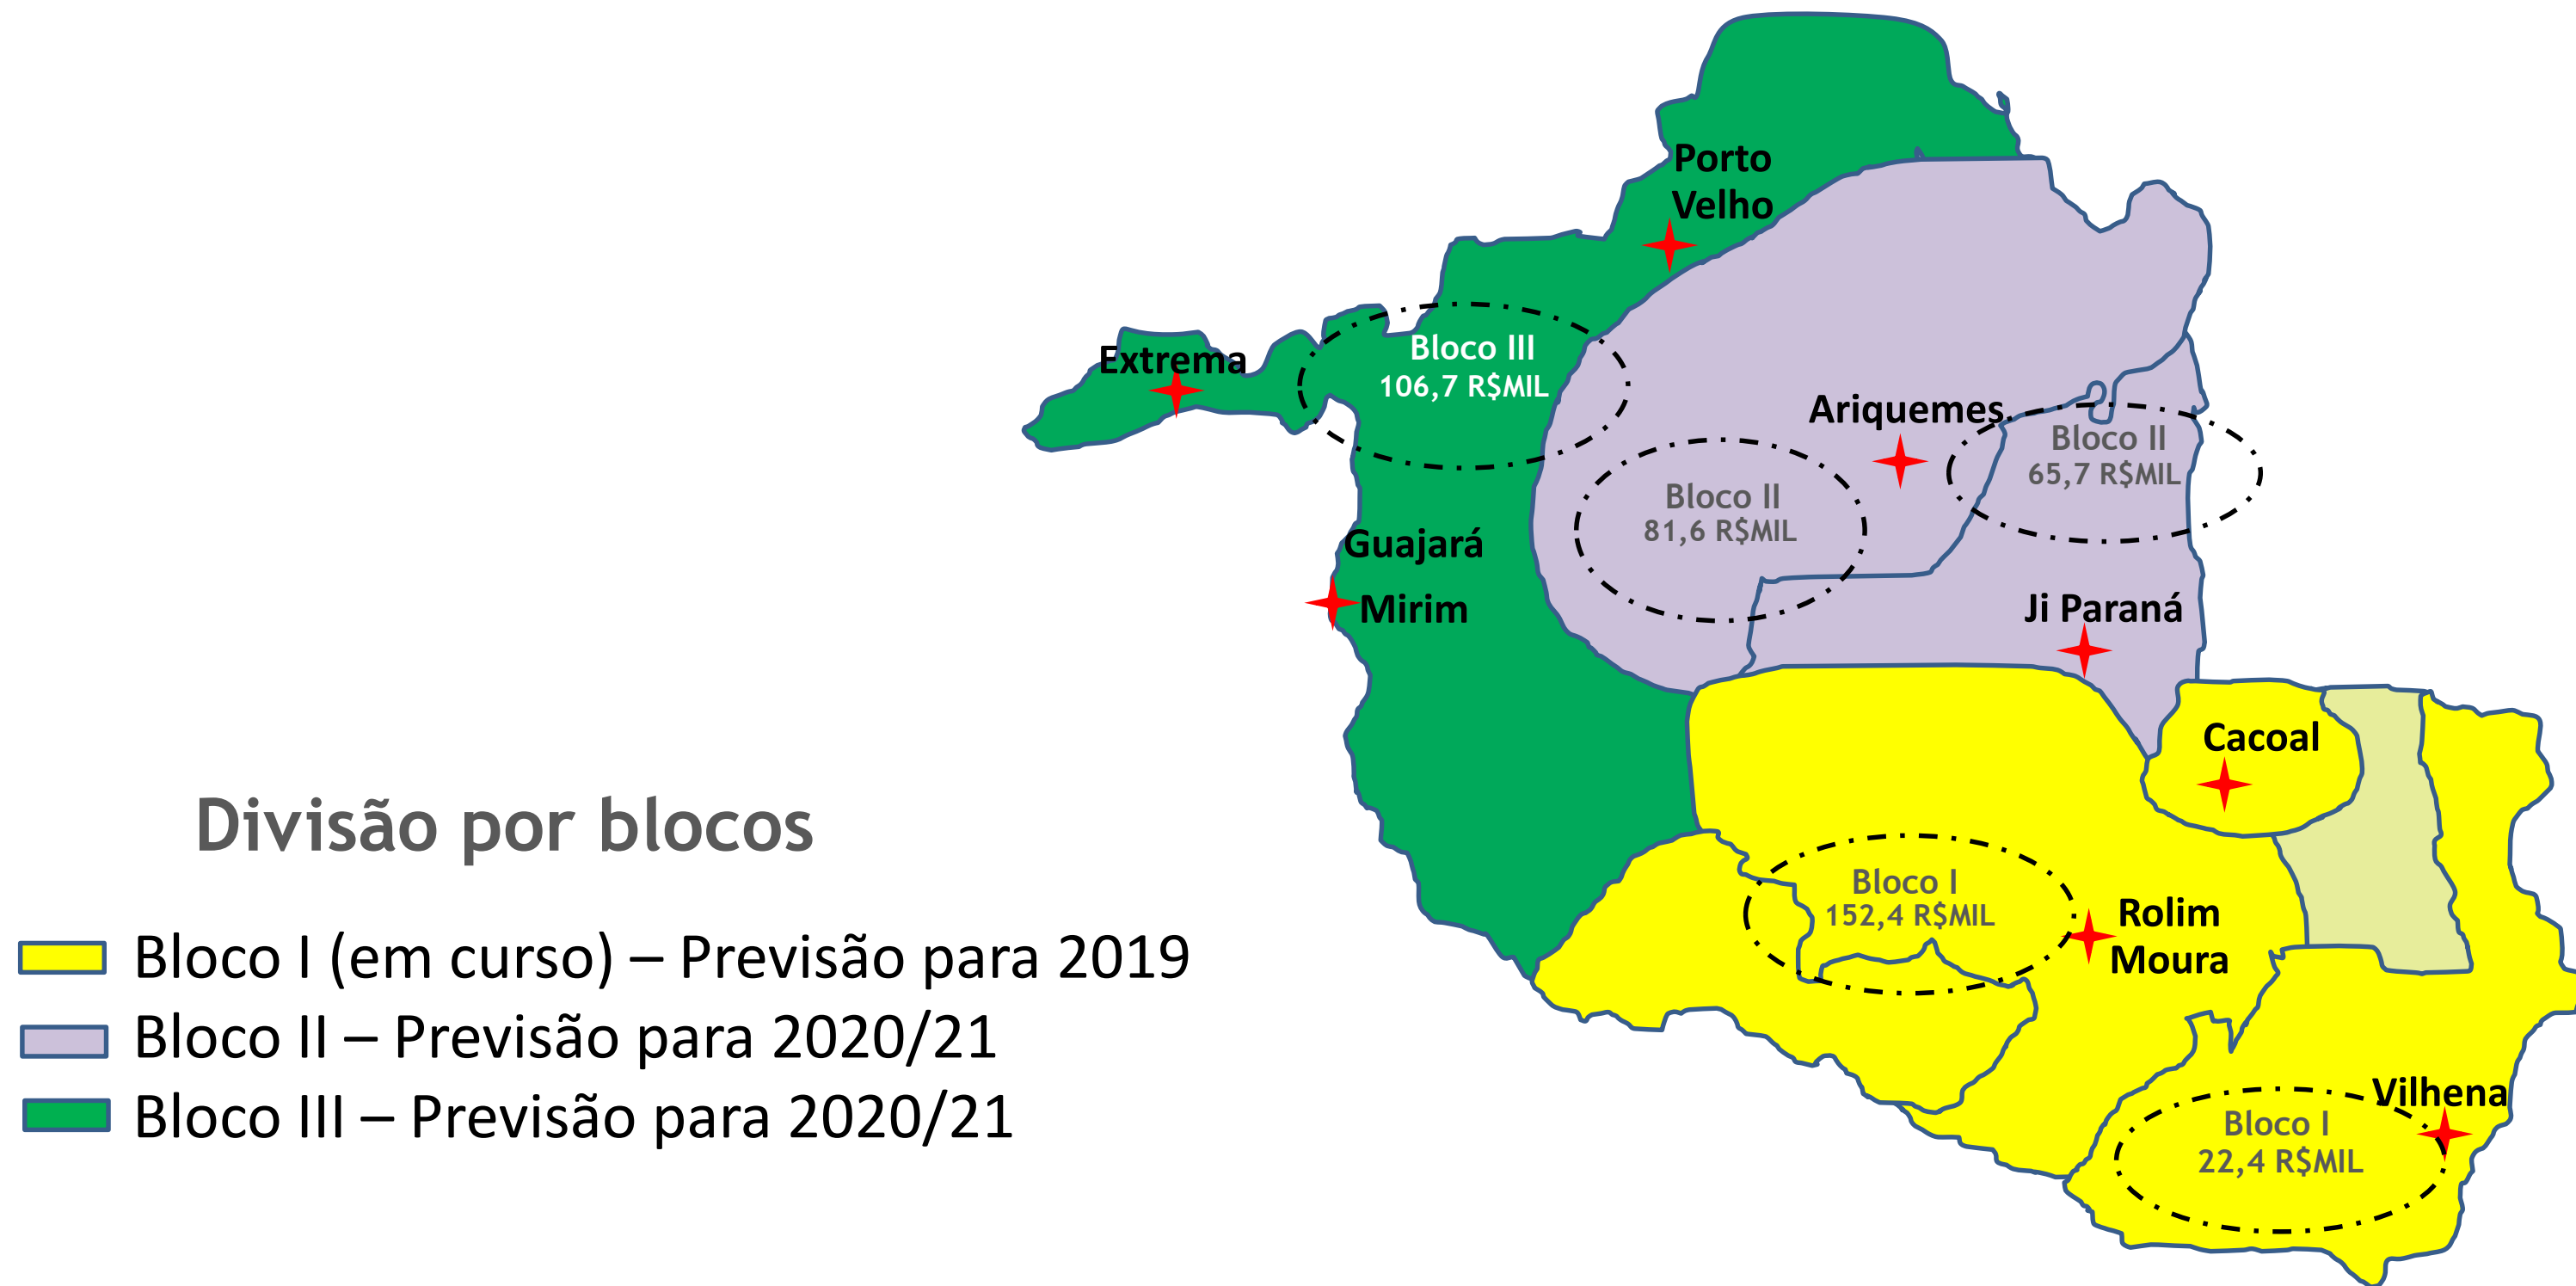 Porto
Velho
Extrema
Bloco III
106,7 R$MIL
Ariquemes
Bloco II
65,7 R$MIL
Bloco II
81,6 R$MIL
Guajará
Mirim
Ji Paraná
Cacoal
Divisão por blocos
Bloco I
152,4 R$MIL
Rolim
Moura
Bloco I (em curso) – Previsão para 2019
Bloco II – Previsão para 2020/21
Bloco III – Previsão para 2020/21
Vilhena
Bloco I
22,4 R$MIL